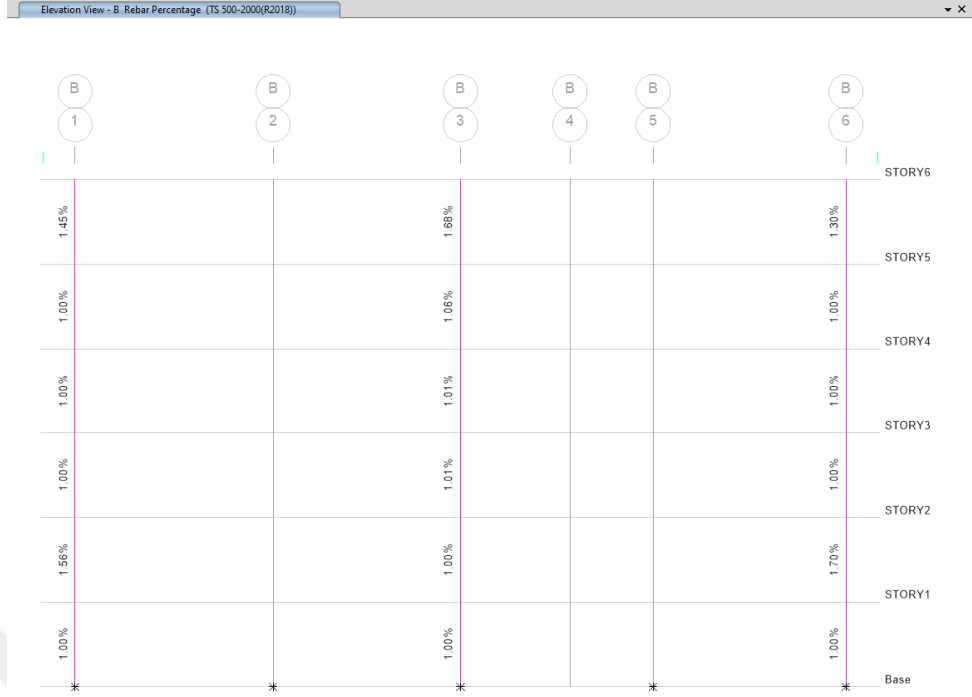 Elevation View - B Rebar Percentage (TS 500-2000(R2018))
B B B B B B
1 2 3 4 5 6
STORY6
1.45% 1.68% 1.30%
STORY5
1.00% 1.06% 1.00%
STORY4
1.00% 1.01% 1.00%
STORY3
1.00% 1.01% 1.00%
STORY2
1.56% 1.00% 1.70%
STORY1
1.00% 1.00% 1.00%
Base